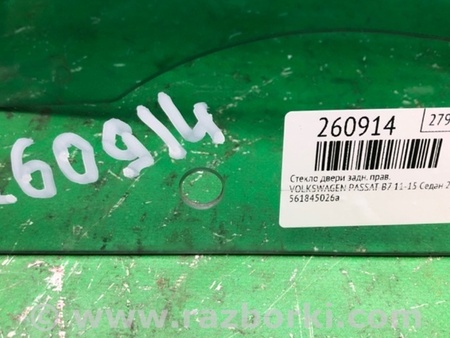 260914
260914
279
Стекло двери задн. прав.
VOLKSWAGEN PASSAT B7 11-15 Седан 2
561845026a
© www.razborki.com